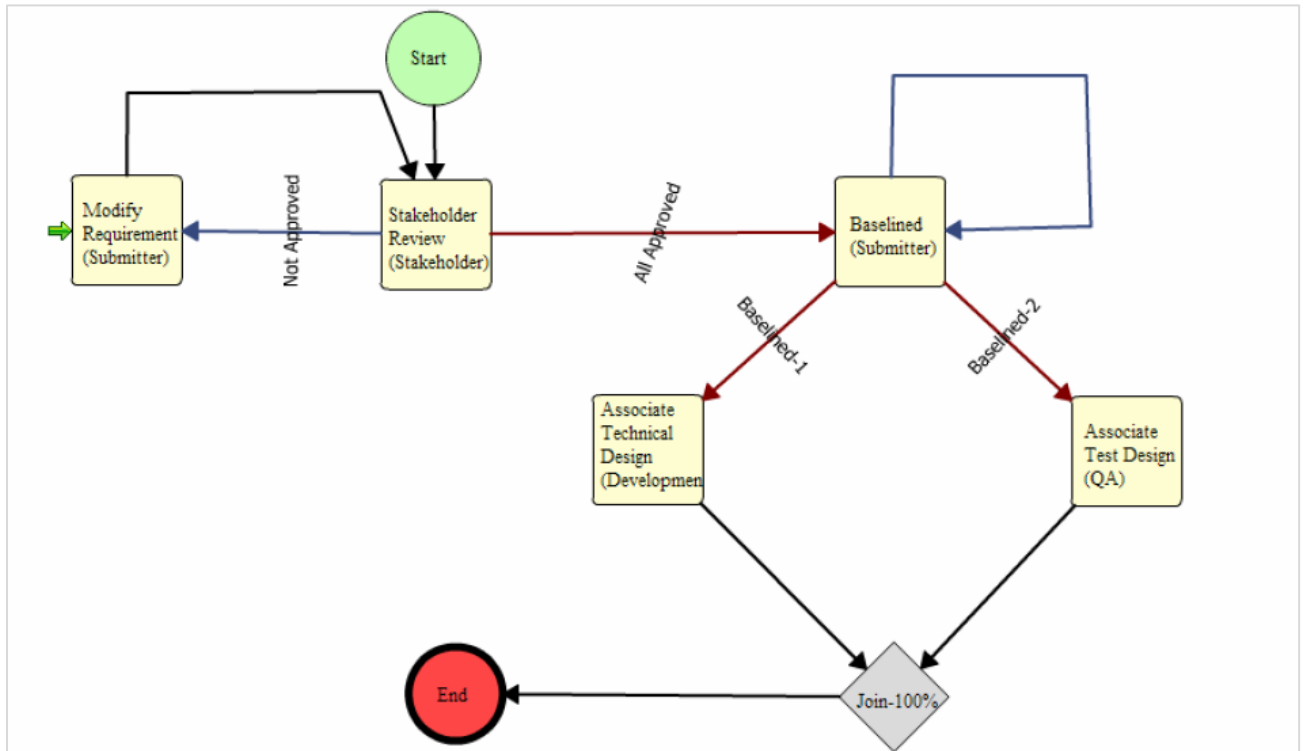 Start
Modify
Requirement
(Submitter)
Not Approved
Stakeholder
Review
(Stakeholder)
All Approved
Baselined
(Submitter)
Baselined-1
Baselined-2
Associate
Technical
Design
(Developmen
Associate
Test Design
(QA)
End
Join-100%